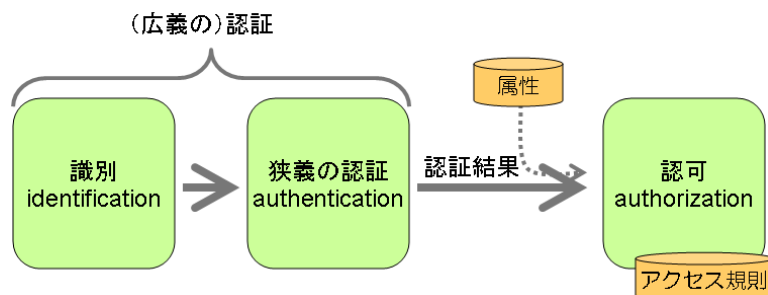 (広義の)認証
属性
識別
identification
狭義の認証
authentication
認証結果
認可
authorization
アクセス規則